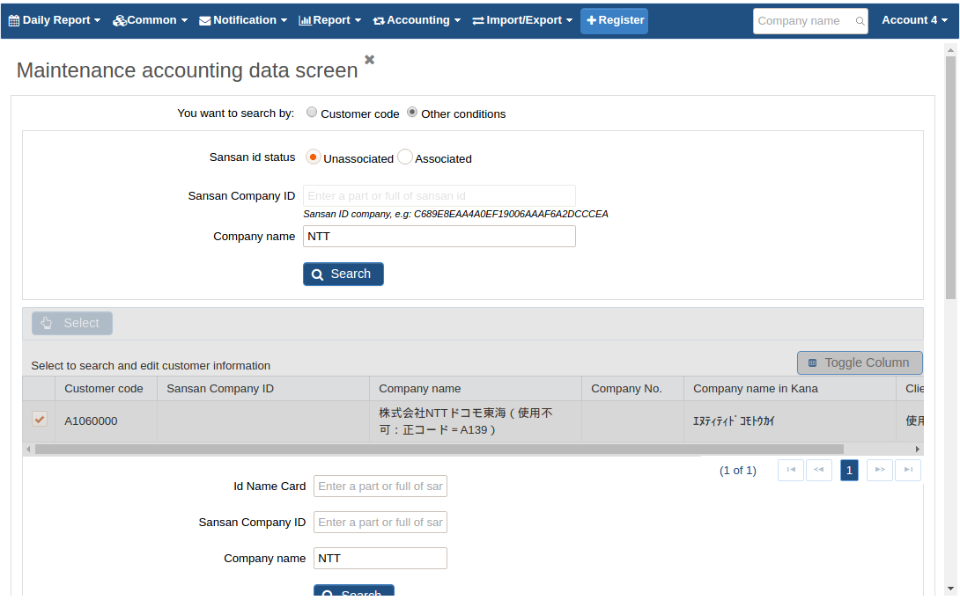 Daily Report Common Notification Report Accounting Import/Export Register Company name Account 4
Maintenance accounting data screen
You want to search by: Customer code Other conditions
Sansan id status Unassociated Associated
Sansan Company ID Enter a part or full of sansan id
Sansan ID company, e.g: C689E8EAA4A0EF19006AAAF6A2DCCCEA
Company name NTT
Search
Select
Select to search and edit customer information Toggle Column
Customer code Sansan Company ID Company name Company No. Company name in Kana Clie
A1060000 株式会社NTTドコモ東海（使用不 ｴﾇﾃｨﾃｨﾄﾞｺﾓﾄｳｶｲ 使用
可：正コード＝A139）
(1 of 1) 1
Id Name Card Enter a part or full of sar
Sansan Company ID Enter a part or full of sar
Company name NTT
Search